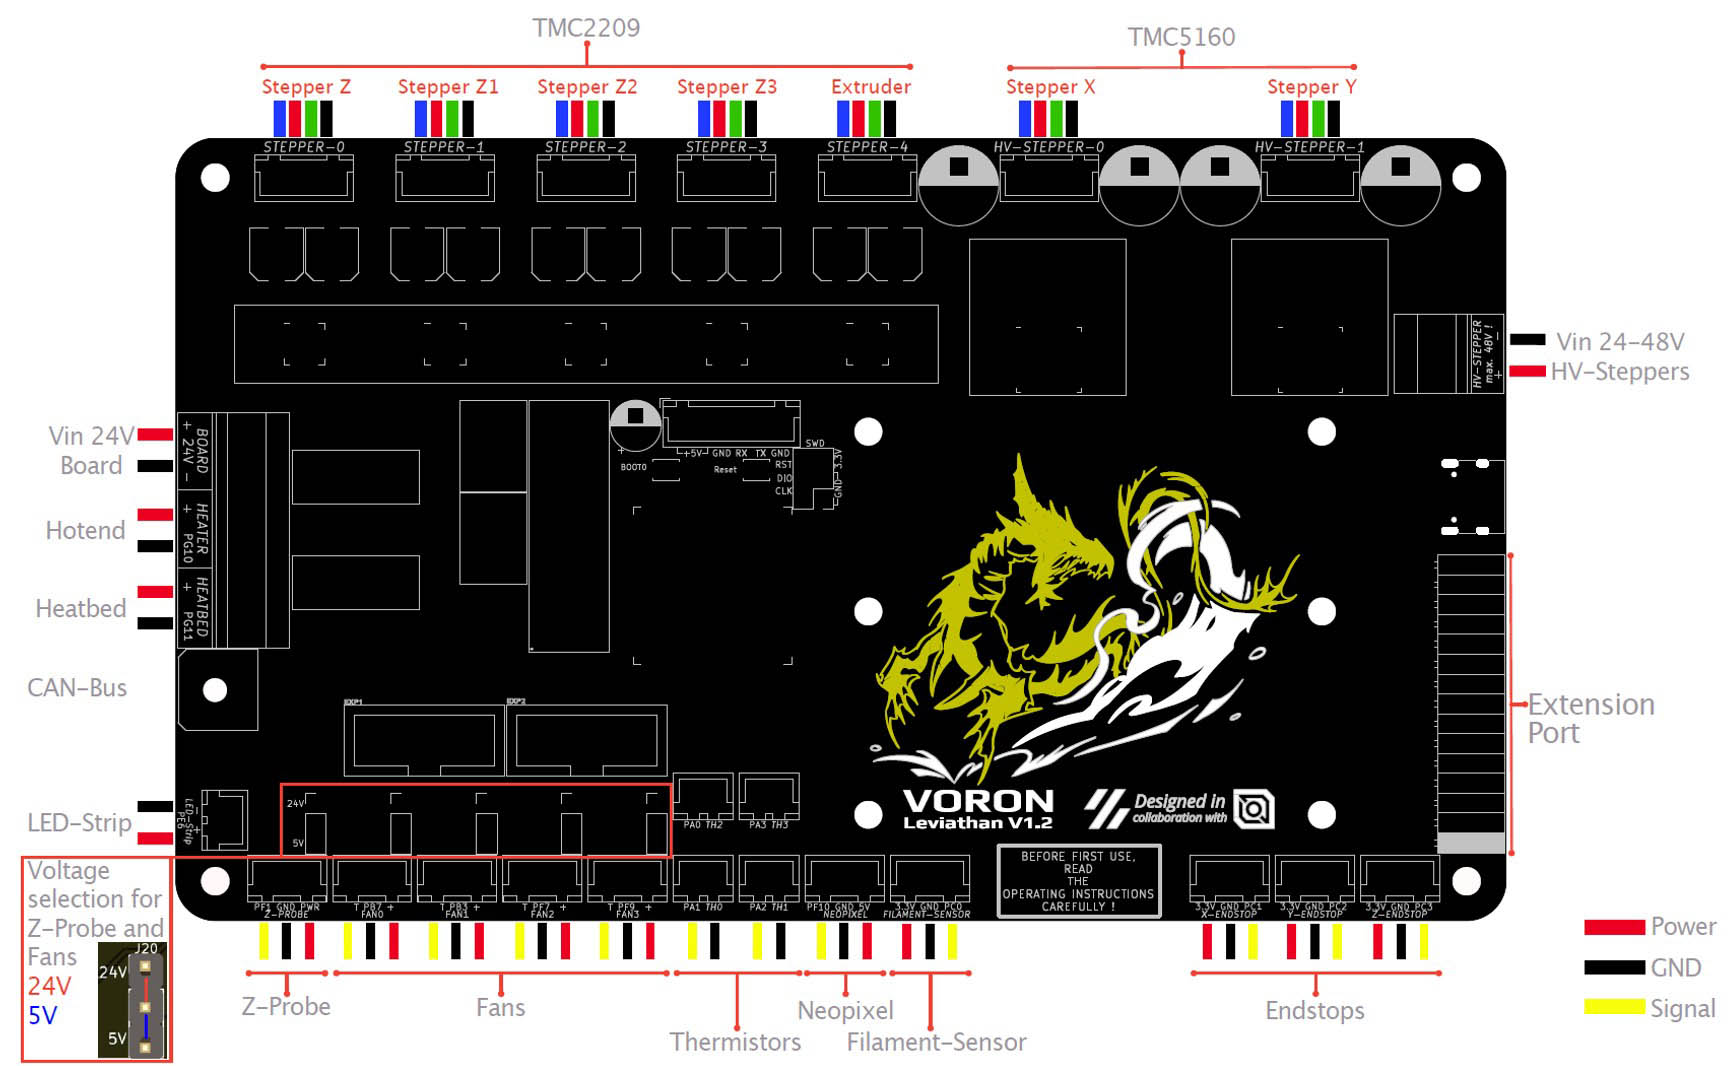 TMC2209
TMC5160
Stepper Z
Stepper Z1
Stepper Z2
Stepper Z3
Extruder
Stepper X
Stepper Y
STEPPER-0
STEPPER-1
STEPPER-2
STEPPER-3
STEPPER-4
HV-STEPPER-0
HV-STEPPER-1
HV-STEPPER
max. 48V !
- +
Vin 24-48V
HV-Steppers
Vin 24V
Board
BOARD
+ 24V -
Hotend
HEATER
+ PG10
Heatbed
HEATBED
+ PG11
CAN-Bus
+
BOOT0
+5V GND RX TX GND
Reset
SWD
RST
DIO
CLK
3.3V
GND
EXP1
EXP2
Extension
Port
LED-Strip
LED-Strip
PE6
- +
24V
5V
PA0 TH2
PA3 TH3
VORON
Leviathan V1.2
Designed in
collaboration with
BEFORE FIRST USE,
READ
THE
OPERATING INSTRUCTIONS
CAREFULLY !
PF1 GND PWR
Z-PROBE
T PB7 +
FAN0
T PB3 +
FAN1
T PF7 +
FAN2
T PF9 +
FAN3
PA1 TH0
PA2 TH1
PF10 GND 5V
NEOPIXEL
3.3V GND PC0
FILAMENT-SENSOR
3.3V GND PC1
X-ENDSTOP
3.3V GND PC2
Y-ENDSTOP
3.3V GND PC3
Z-ENDSTOP
Voltage
selection for
Z-Probe and
Fans
24V
5V
J20
24V
5V
Z-Probe
Fans
Thermistors
Neopixel
Filament-Sensor
Endstops
Power
GND
Signal